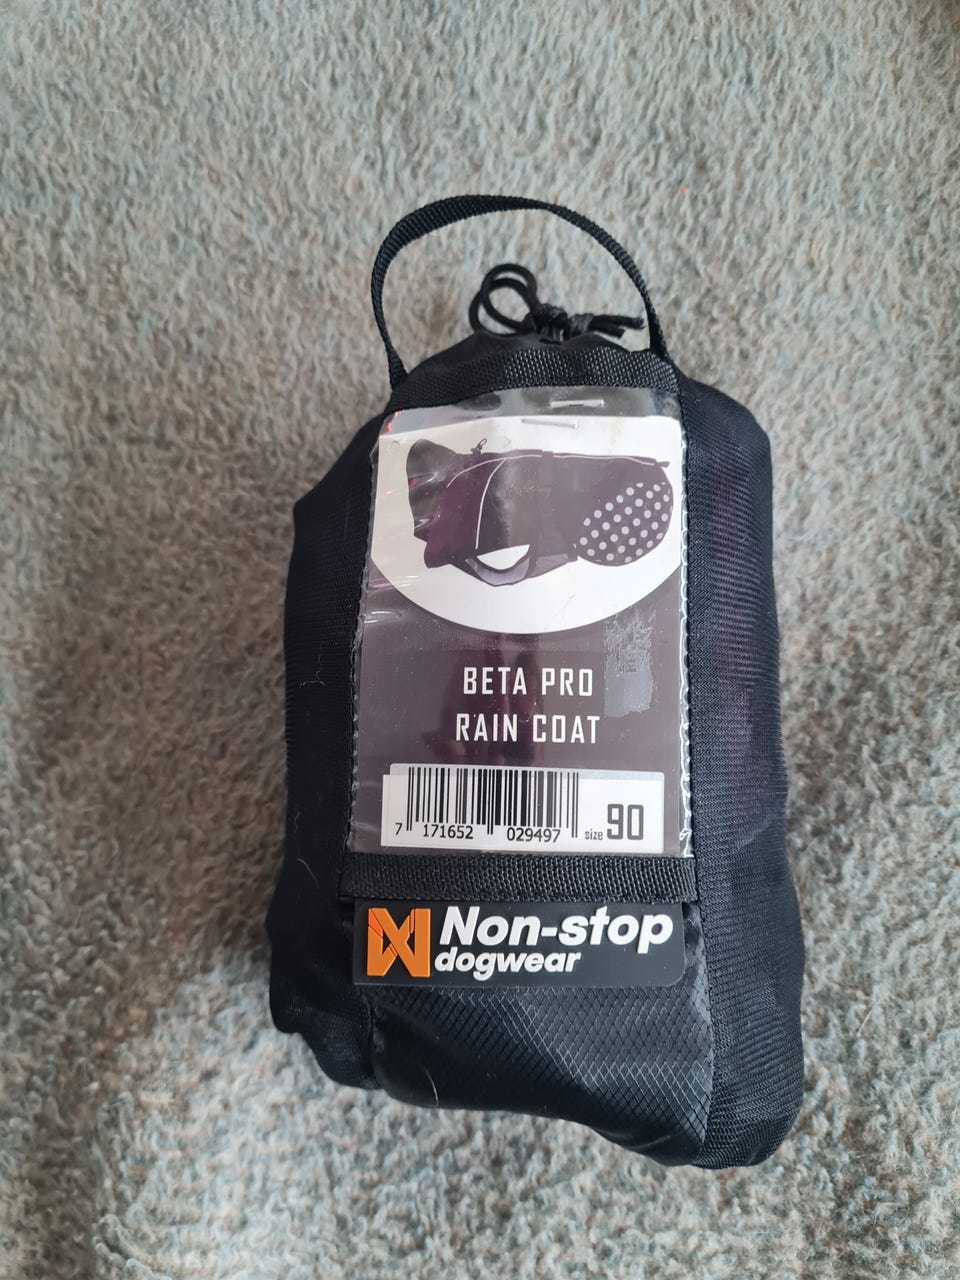 BETA PRO
RAIN COAT
7 171652 029497 size 90
Non-stop
dogwear